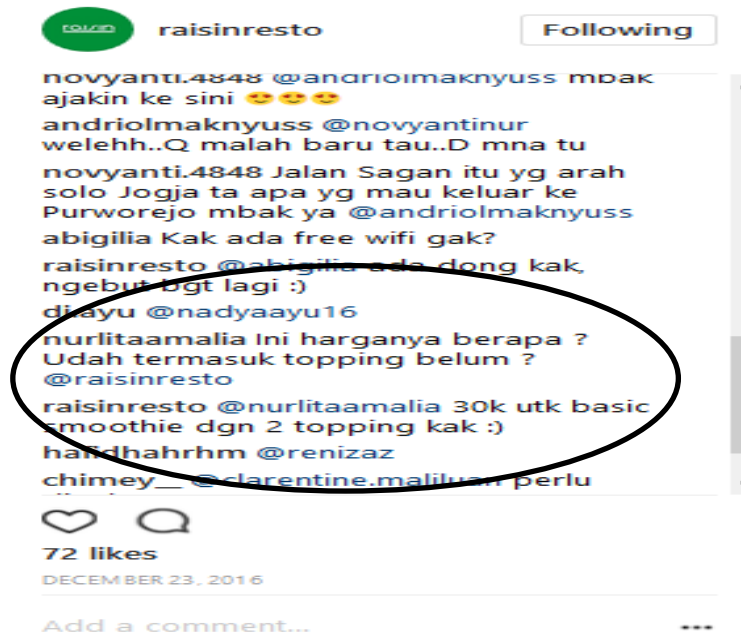 raisin
raisinresto
Following
novyanti.4848 @andriolmaknyuss mbak
ajakin ke sini 😍😍😍
andriolmaknyuss @novyantinur
welehh..Q malah baru tau..D mna tu
novyanti.4848 Jalan Sagan itu yg arah
solo Jogja ta apa yg mau keluar ke
Purworejo mbak ya @andriolmaknyuss
abigilia Kak ada free wifi gak?
raisinresto @abigilia ada dong kak,
ngebut bgt lagi :)
@nadyaayu16
nurlitaamalia Ini harganya berapa ?
Udah termasuk topping belum ?
@raisinresto
raisinresto @nurlitaamalia 30k utk basic
smoothie dgn 2 topping kak :)
hafidhahrhm @renizaz
chimey__ @clarentine.maliluan perlu
72 likes
DECEMBER 23, 2016
Add a comment...